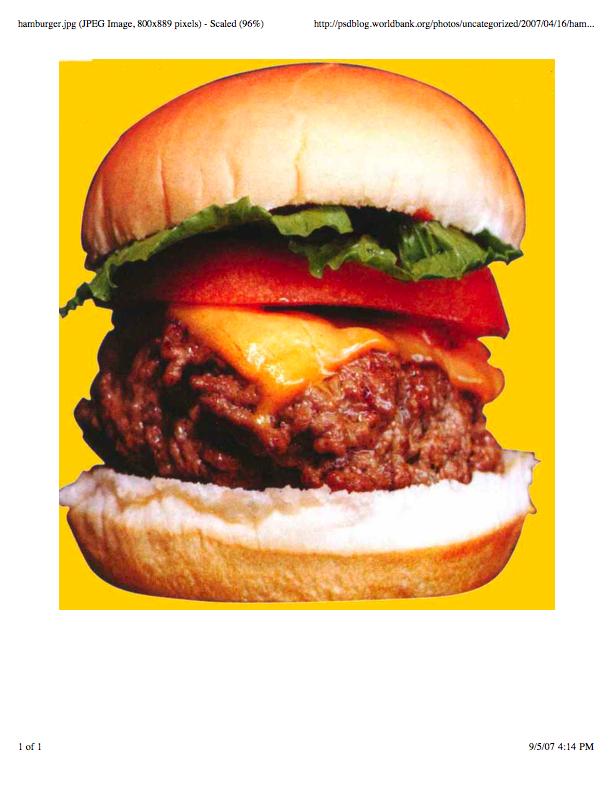 hamburger.jpg (JPEG Image, 800x889 pixels) - Scaled (96%) http://psdblog.worldbank.org/photos/uncategorized/2007/04/16/ham...
1 of 1 9/5/07 4:14 PM